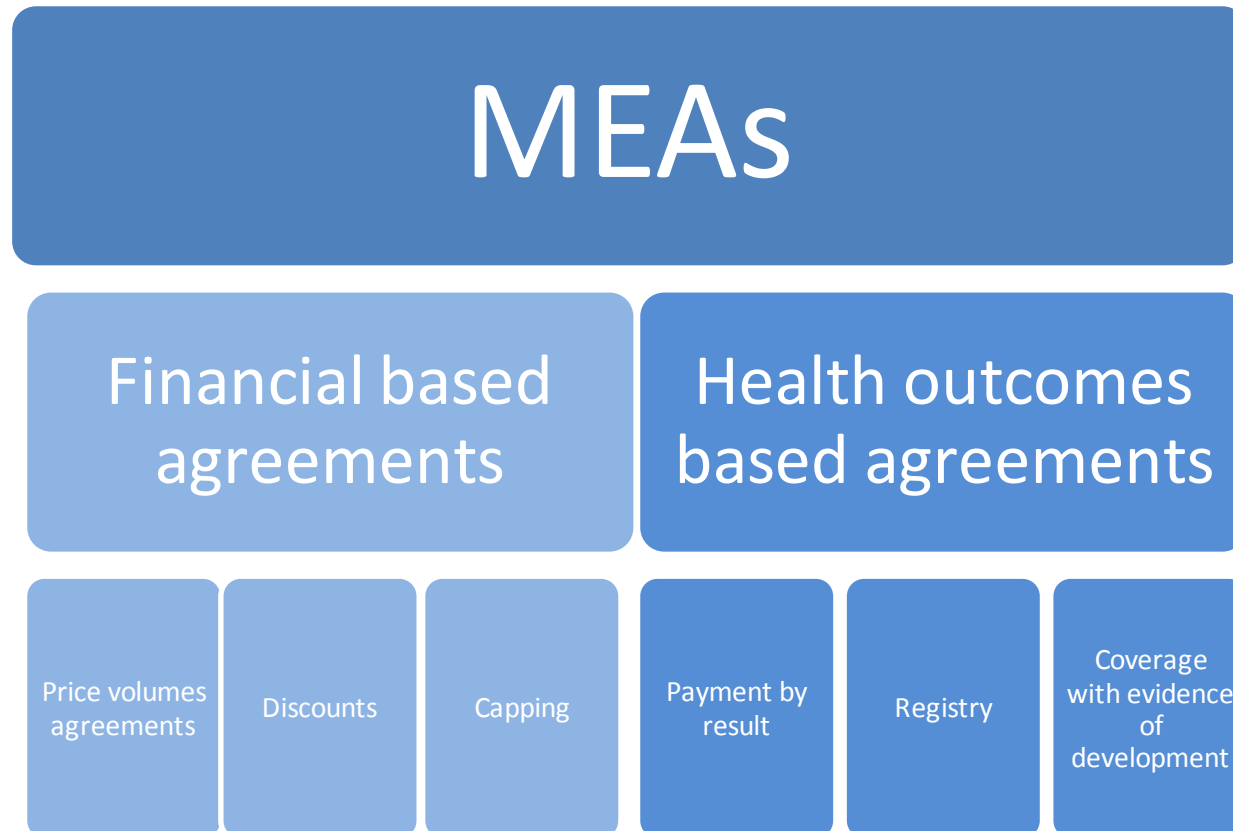 MEAs
Financial based
agreements
Health outcomes
based agreements
Price volumes
agreements
Discounts
Capping
Payment by
result
Registry
Coverage
with evidence
of
development